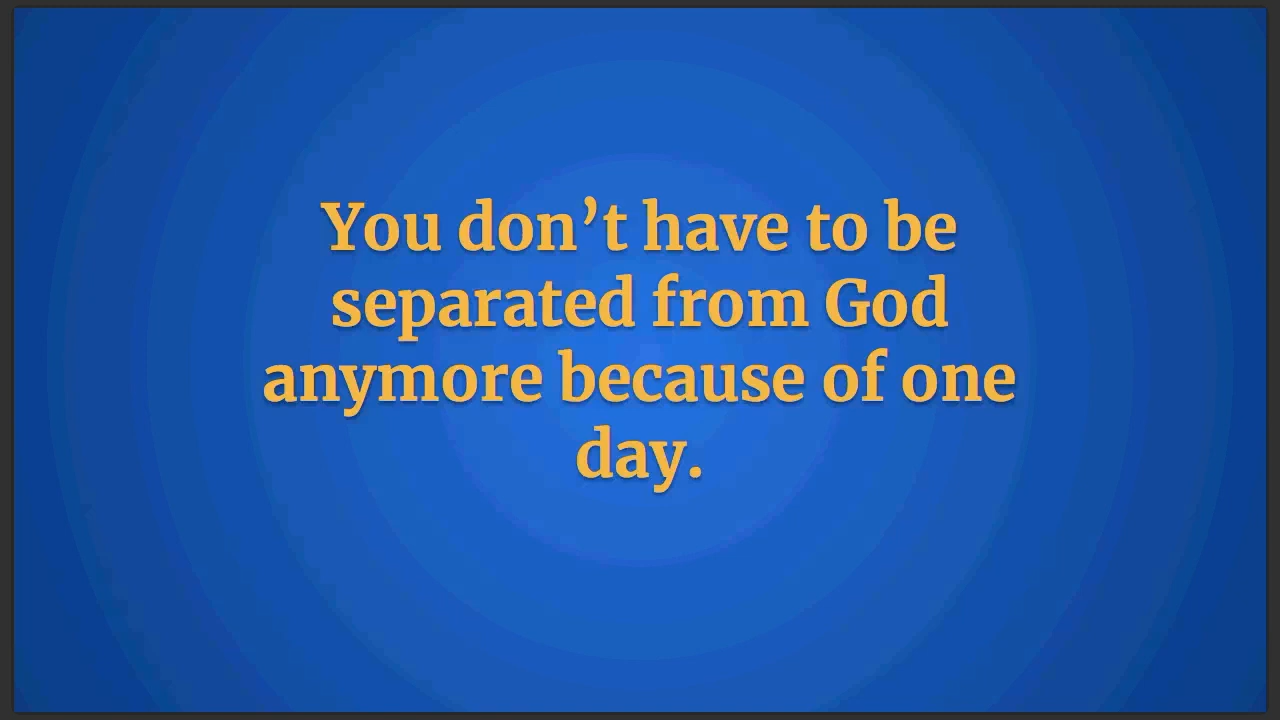 You don’t have to be
separated from God
anymore because of one
day.